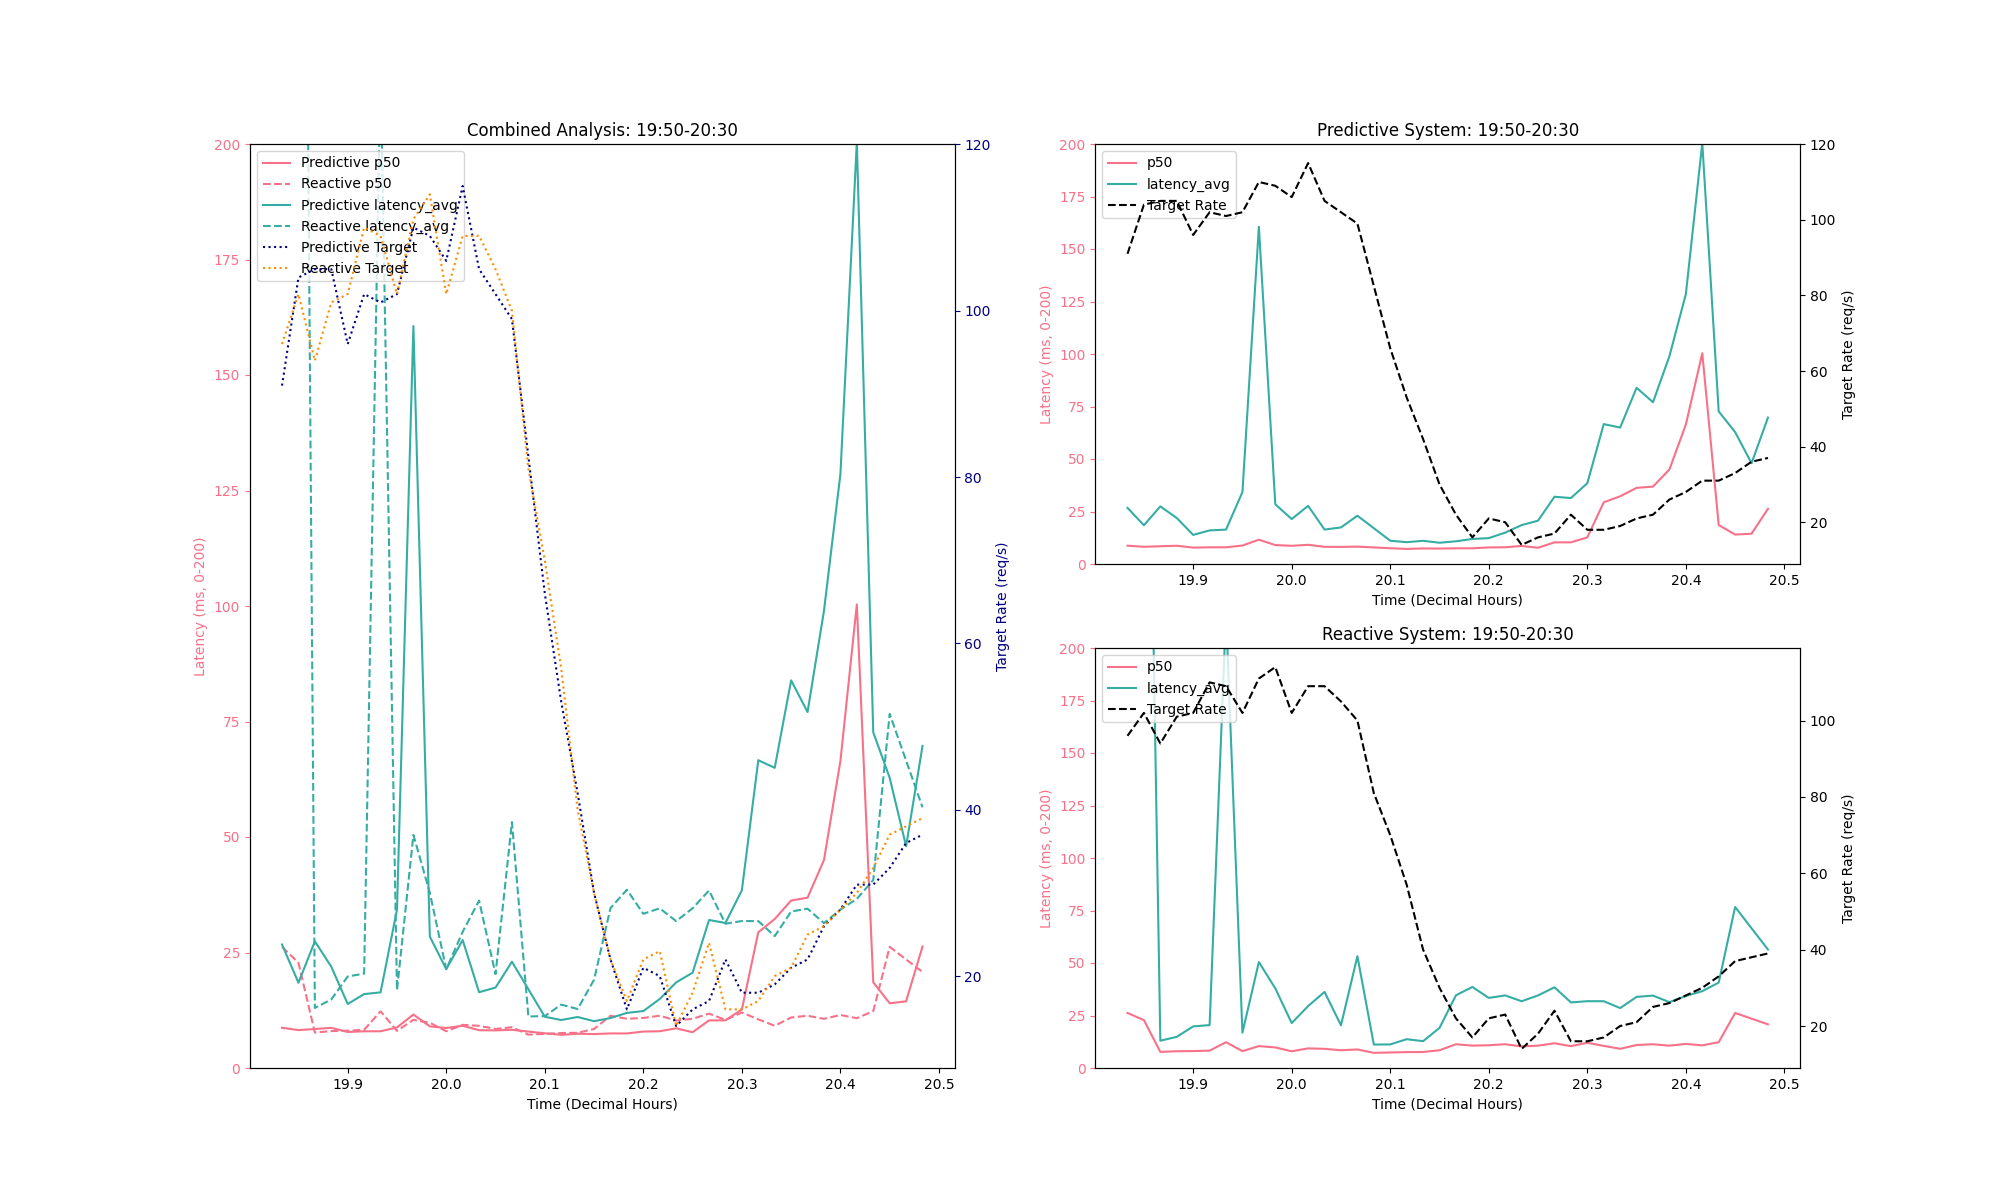 Combined Analysis: 19:50-20:30
200
175
150
125
100
75
50
25
0
Latency (ms, 0-200)
Predictive p50
Reactive p50
Predictive latency_avg
Reactive latency_avg
Predictive Target
Reactive Target
120
100
80
60
40
20
Target Rate (req/s)
19.9 20.0 20.1 20.2 20.3 20.4 20.5
Time (Decimal Hours)
Predictive System: 19:50-20:30
200
175
150
125
100
75
50
25
0
Latency (ms, 0-200)
p50
latency_avg
Target Rate
120
100
80
60
40
20
Target Rate (req/s)
19.9 20.0 20.1 20.2 20.3 20.4 20.5
Time (Decimal Hours)
Reactive System: 19:50-20:30
200
175
150
125
100
75
50
25
0
Latency (ms, 0-200)
p50
latency_avg
Target Rate
100
80
60
40
20
Target Rate (req/s)
19.9 20.0 20.1 20.2 20.3 20.4 20.5
Time (Decimal Hours)